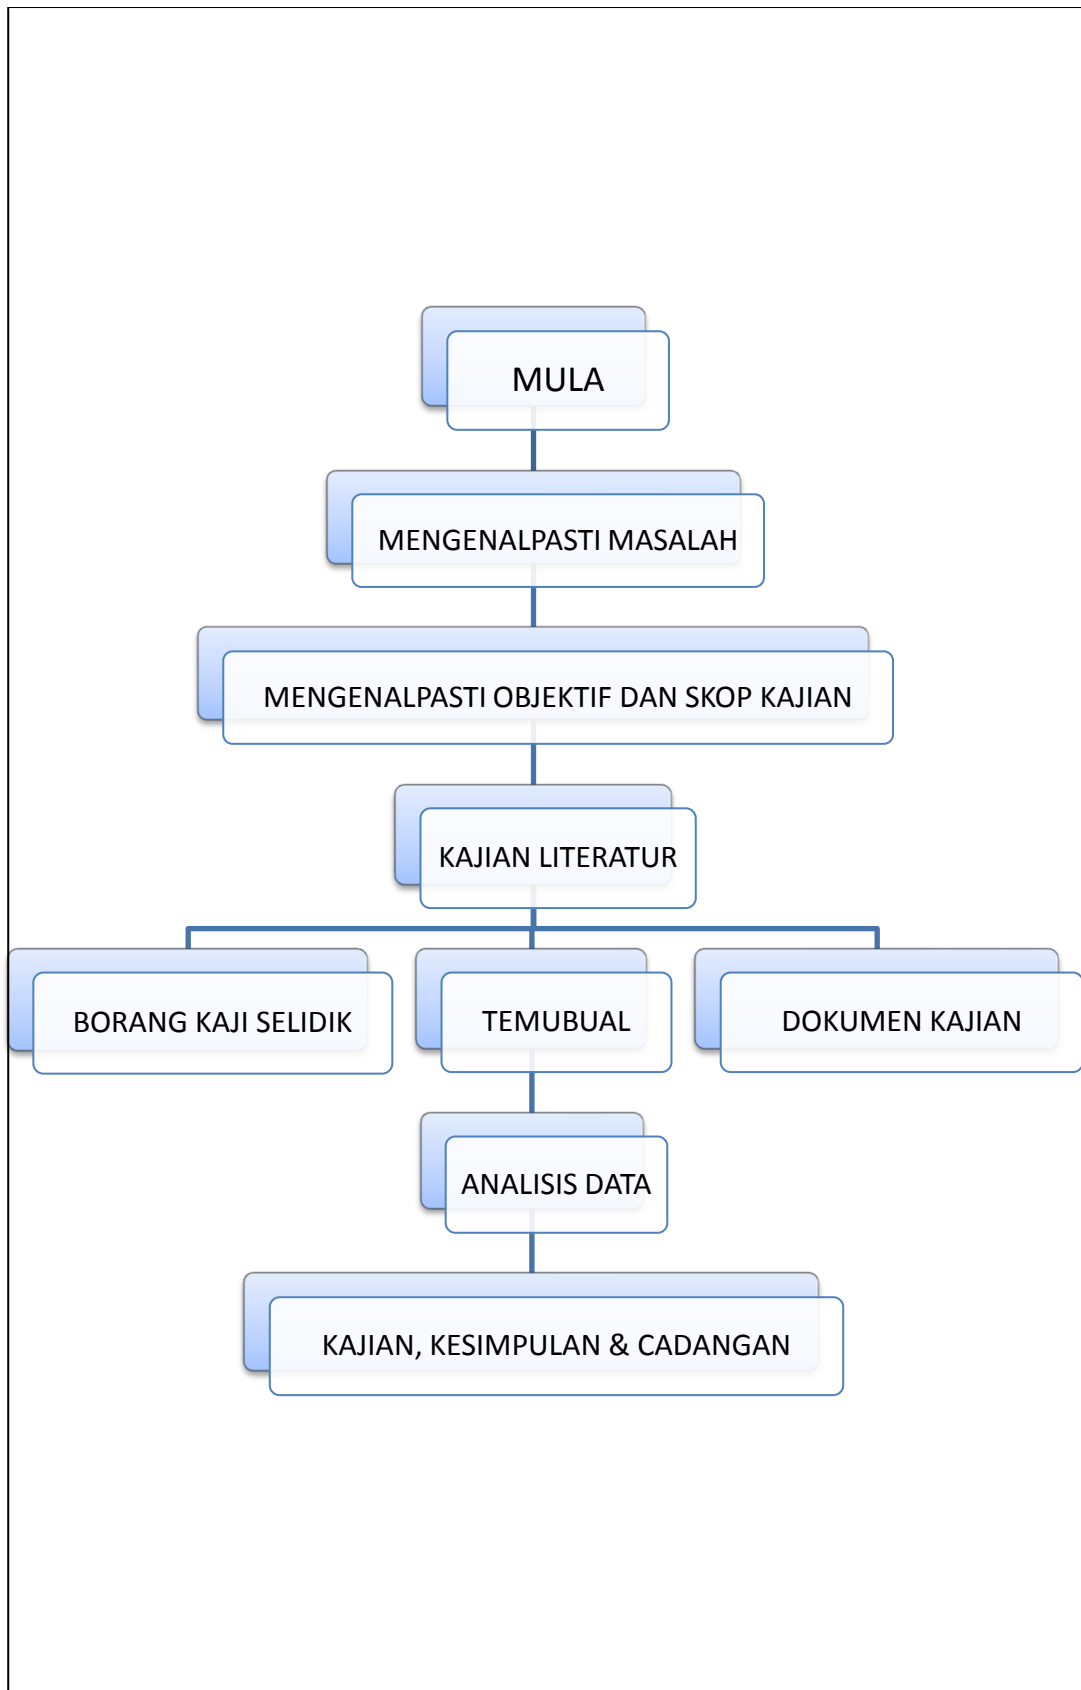 MULA
MENGENALPASTI MASALAH
MENGENALPASTI OBJEKTIF DAN SKOP KAJIAN
KAJIAN LITERATUR
BORANG KAJI SELIDIK
TEMUBUAL
DOKUMEN KAJIAN
ANALISIS DATA
KAJIAN, KESIMPULAN & CADANGAN